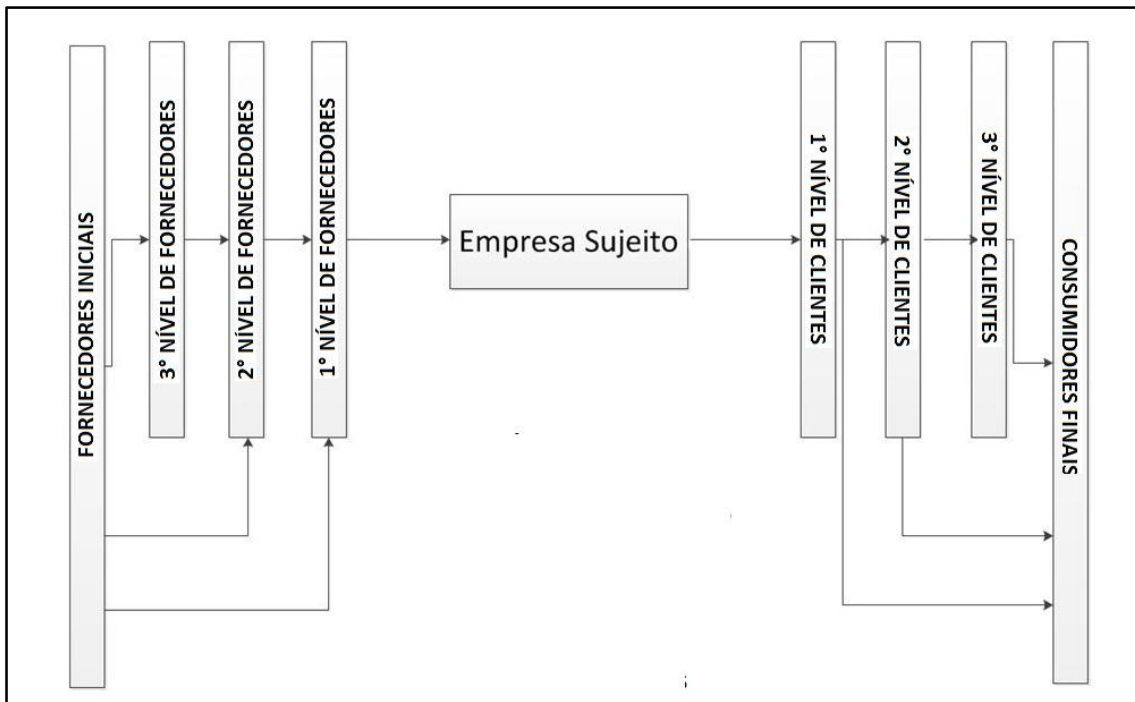 FORNECEDORES INICIAIS
3° NÍVEL DE FORNECEDORES
2° NÍVEL DE FORNECEDORES
1° NÍVEL DE FORNECEDORES
Empresa Sujeito
1° NÍVEL DE CLIENTES
2° NÍVEL DE CLIENTES
3° NÍVEL DE CLIENTES
CONSUMIDORES FINAIS